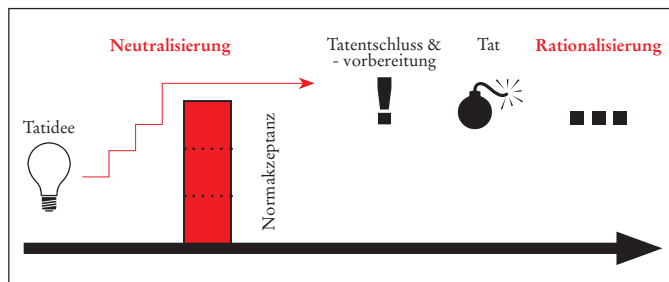 Neutralisierung
Tatentschluss &
- vorbereitung
Tat
Rationalisierung
Tatidee
Normakzeptanz